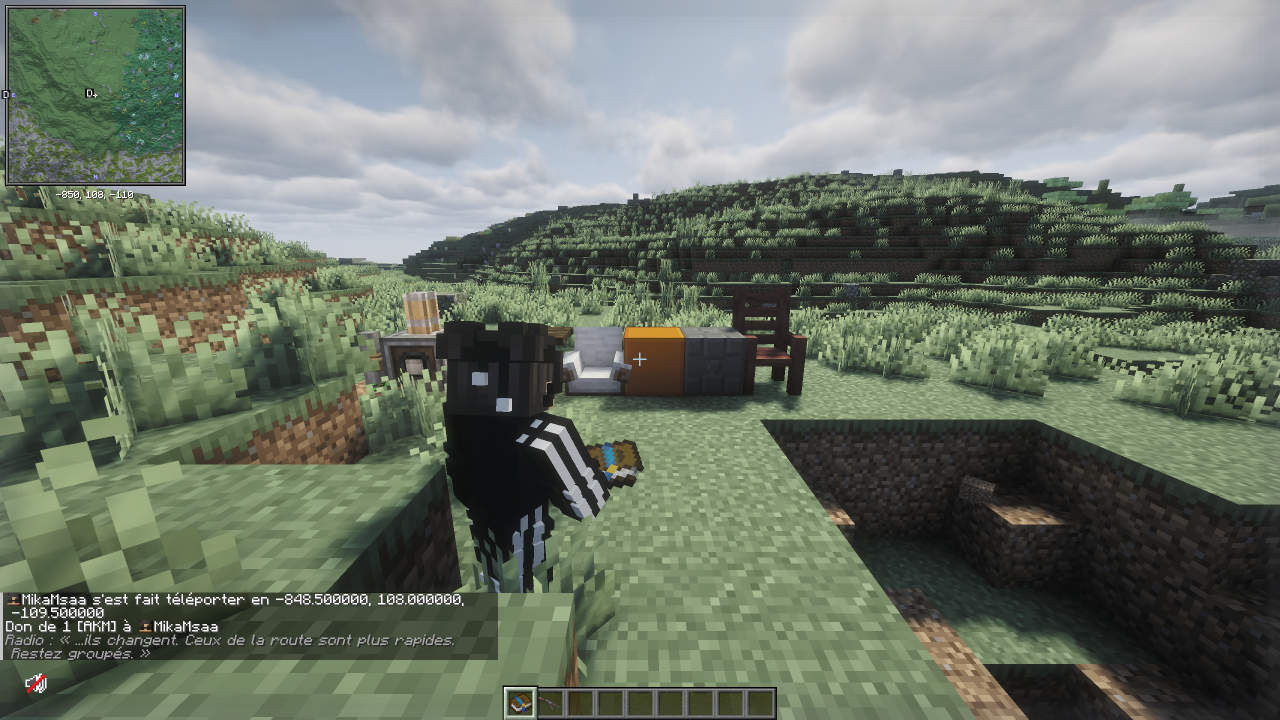 D
D
-850, 108, -110
MikaMsaa s'est fait téléporter en -848.500000, 108.000000,
-109.500000
Don de 1 [AKM] à MikaMsaa
Radio : « …ils changent. Ceux de la route sont plus rapides.
Restez groupés. »